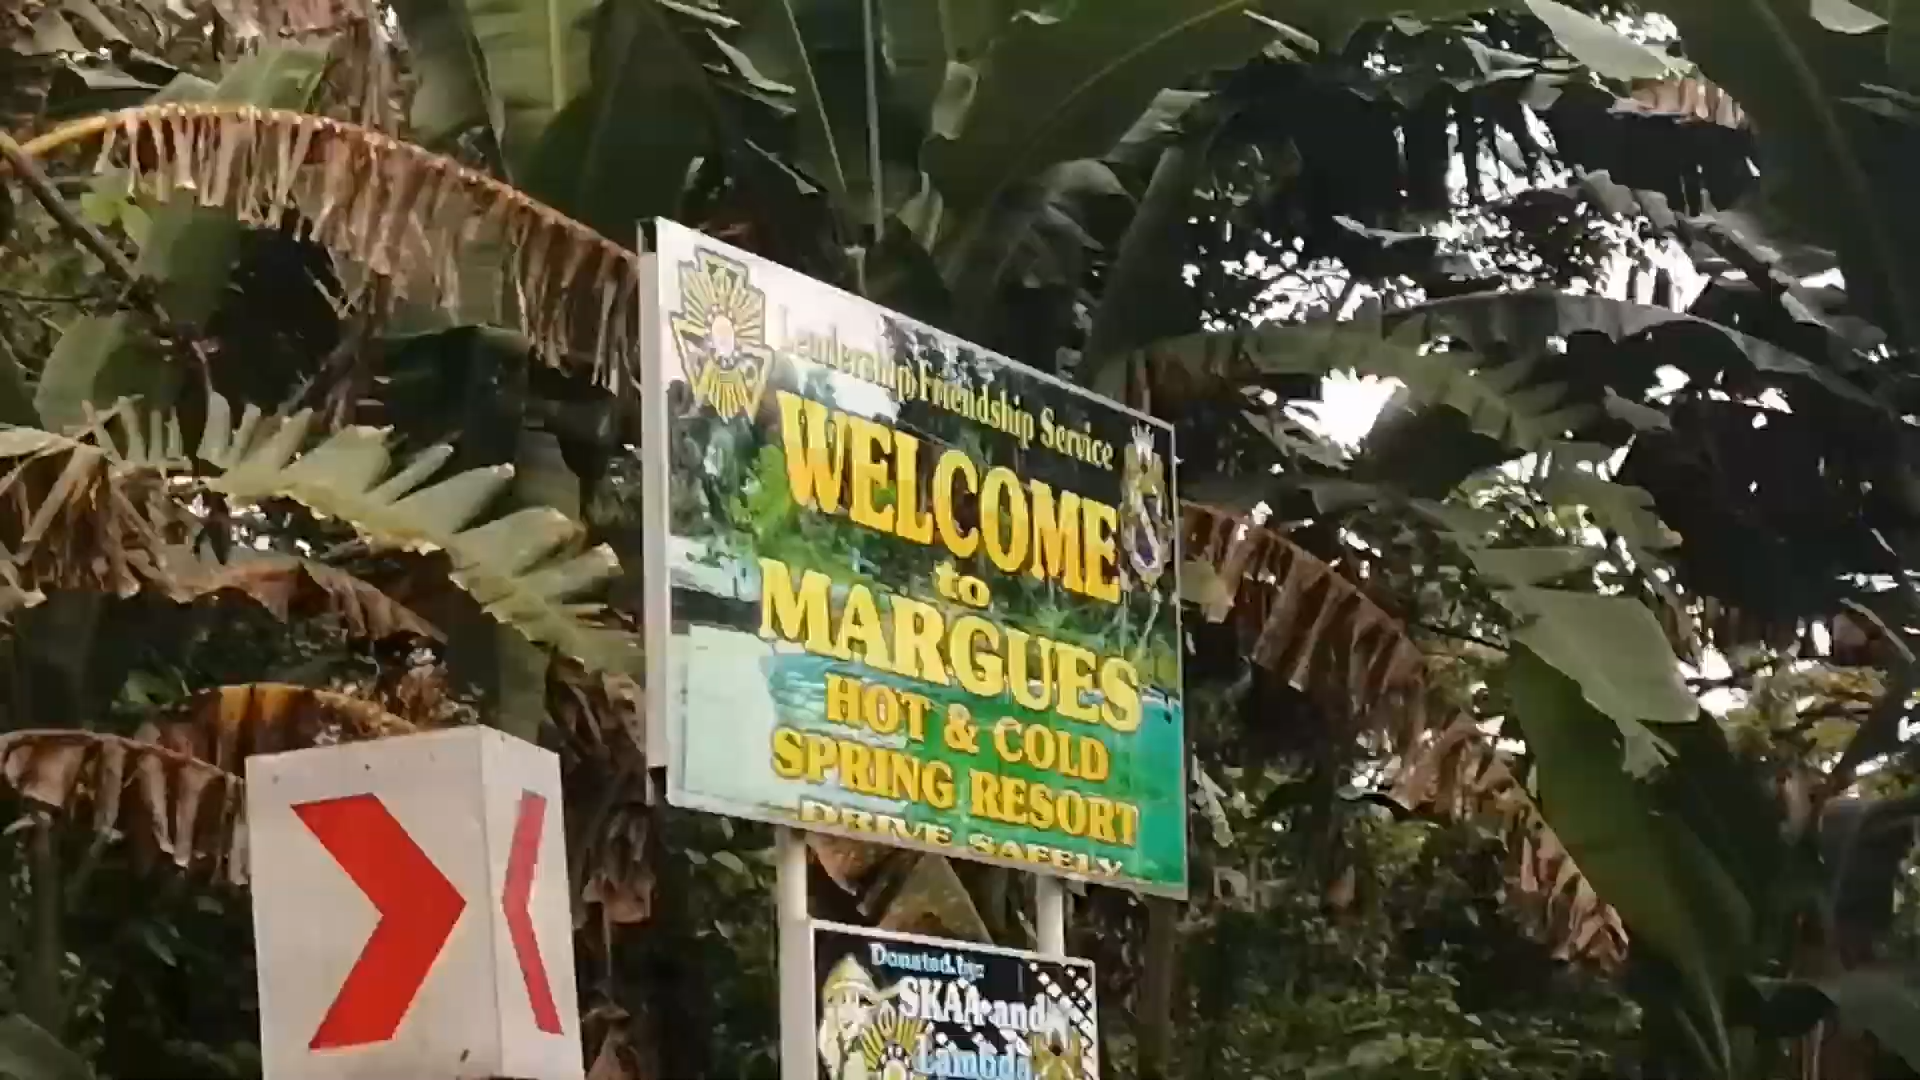 Leadership Friendship Service
WELCOME
to
MARGUES
HOT & COLD
SPRING RESORT
DRIVE SAFELY
Donated by:
SKAA and
Lambda